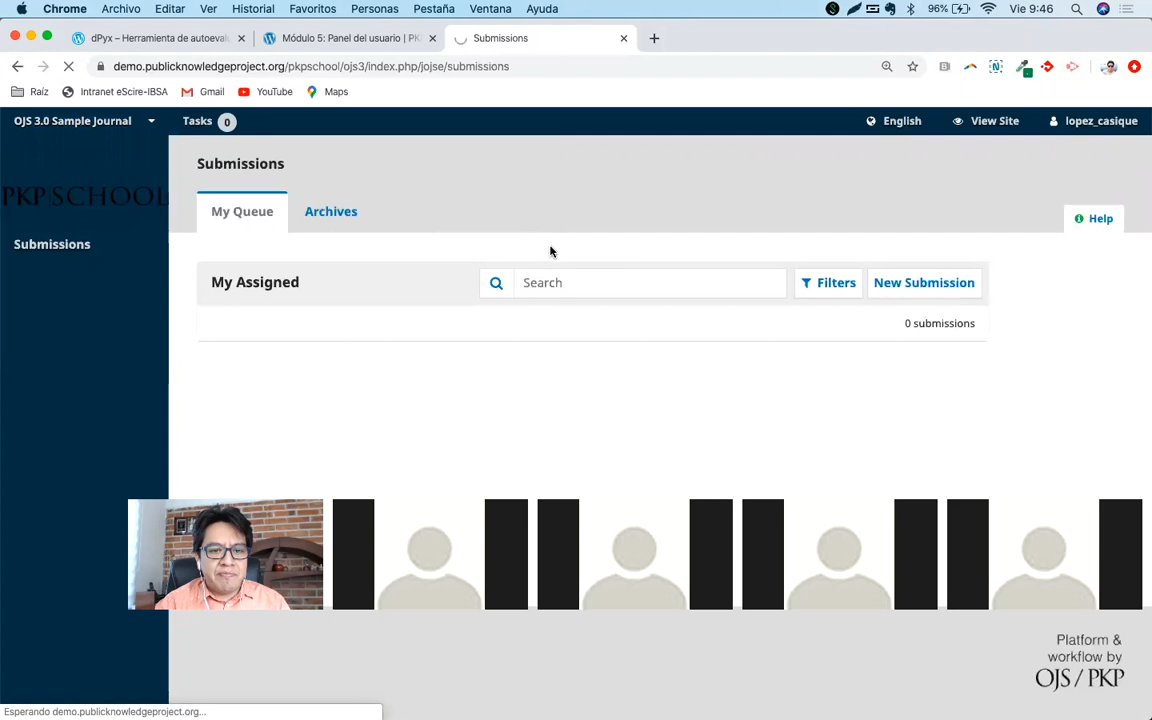 Chrome Archivo Editar Ver Historial Favoritos Personas Pestaña Ventana Ayuda 96% Vie 9:46
dPyx – Herramienta de autoevalu Módulo 5: Panel del usuario | PK Submissions
demo.publicknowledgeproject.org/pkpschool/ojs3/index.php/jojse/submissions
Raíz Intranet eScire-IBSA Gmail YouTube Maps
OJS 3.0 Sample Journal Tasks 0 English View Site lopez_casique
Submissions
PKP|SCHOOL
My Queue Archives
Help
Submissions
My Assigned Search Filters New Submission
0 submissions
Platform &
workflow by
OJS / PKP
Esperando demo.publicknowledgeproject.org...